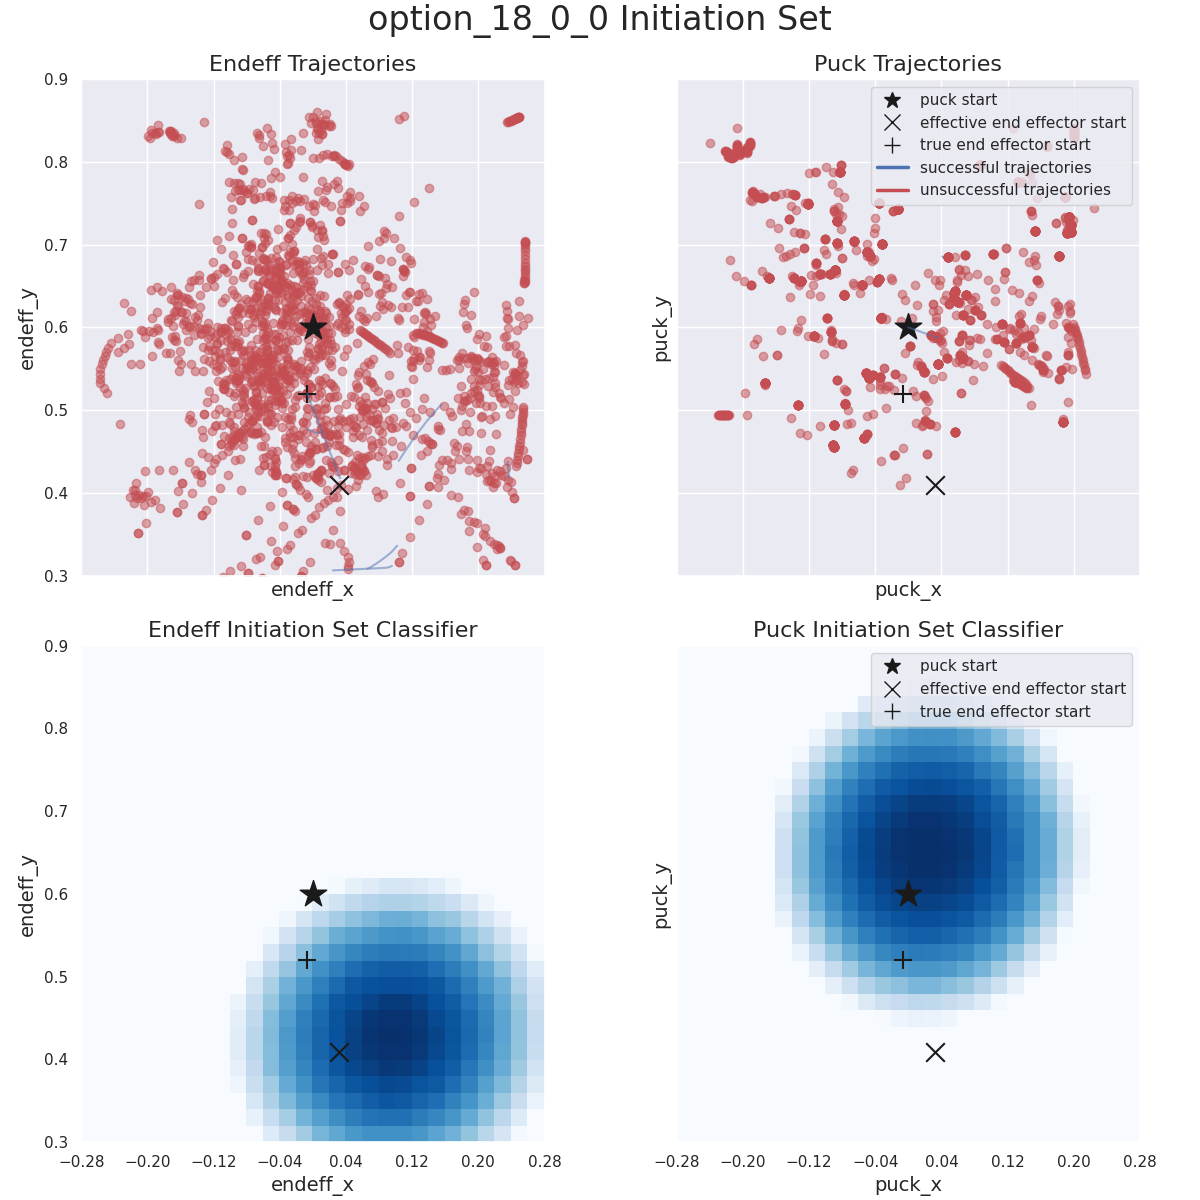 option_18_0_0 Initiation Set
Endeff Trajectories
Puck Trajectories
0.9
0.8
0.7
0.6
0.5
0.4
0.3
endeff_y
endeff_x
puck_y
puck_x
puck start
effective end effector start
true end effector start
successful trajectories
unsuccessful trajectories
Endeff Initiation Set Classifier
Puck Initiation Set Classifier
0.9
0.8
0.7
0.6
0.5
0.4
0.3
endeff_y
−0.28 −0.20 −0.12 −0.04 0.04 0.12 0.20 0.28
endeff_x
puck_y
puck start
effective end effector start
true end effector start
−0.28 −0.20 −0.12 −0.04 0.04 0.12 0.20 0.28
puck_x